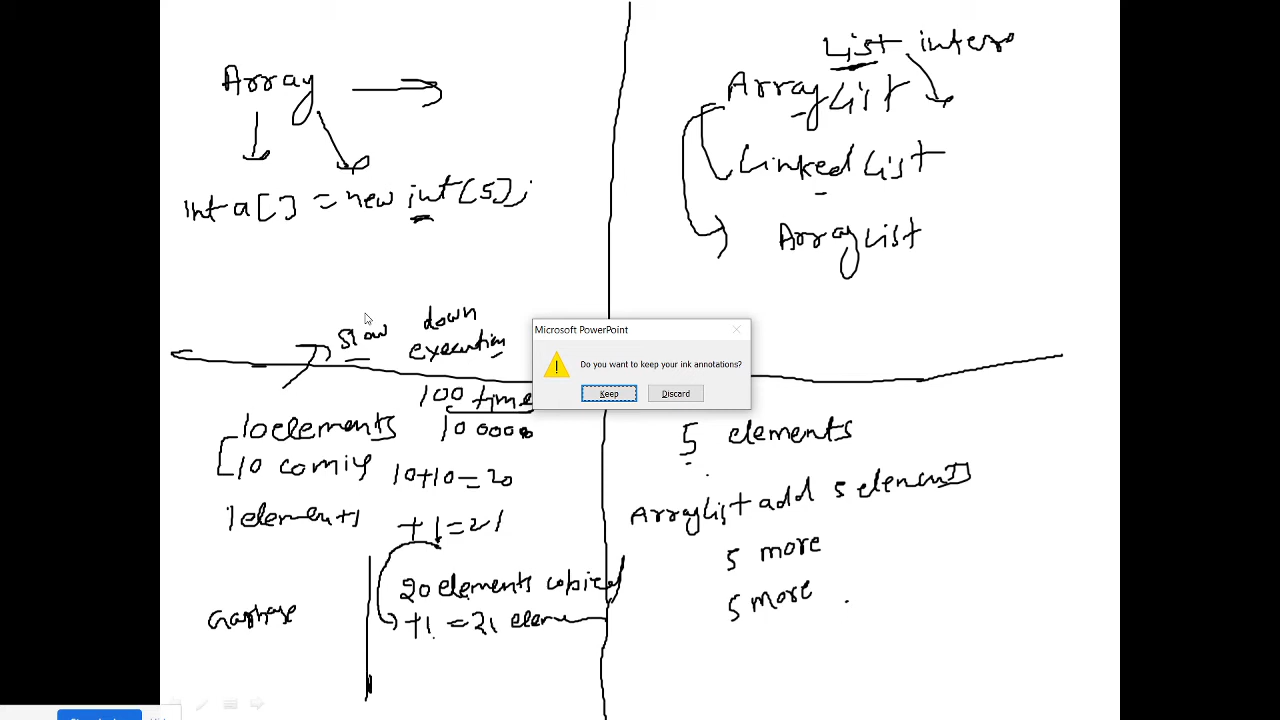 Array
int a[] = new int[5];
List inter
ArrayList
LinkedList
ArrayList
slow down
execution
100 time
10 elements 10000
10 coming 10+10=20
1 elements +1=21
20 elements copied
Garbage +1 = 21 elem
Microsoft PowerPoint
Do you want to keep your ink annotations?
Keep Discard
5 elements
ArrayList add 5 elements
5 more
5 more